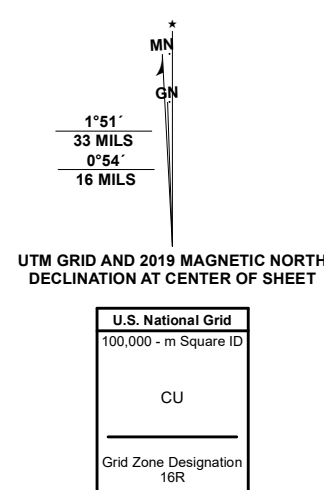 ★
MN
GN
1°51´
33 MILS
0°54´
16 MILS
UTM GRID AND 2019 MAGNETIC NORTH
DECLINATION AT CENTER OF SHEET
U.S. National Grid
100,000 - m Square ID
CU
Grid Zone Designation
16R